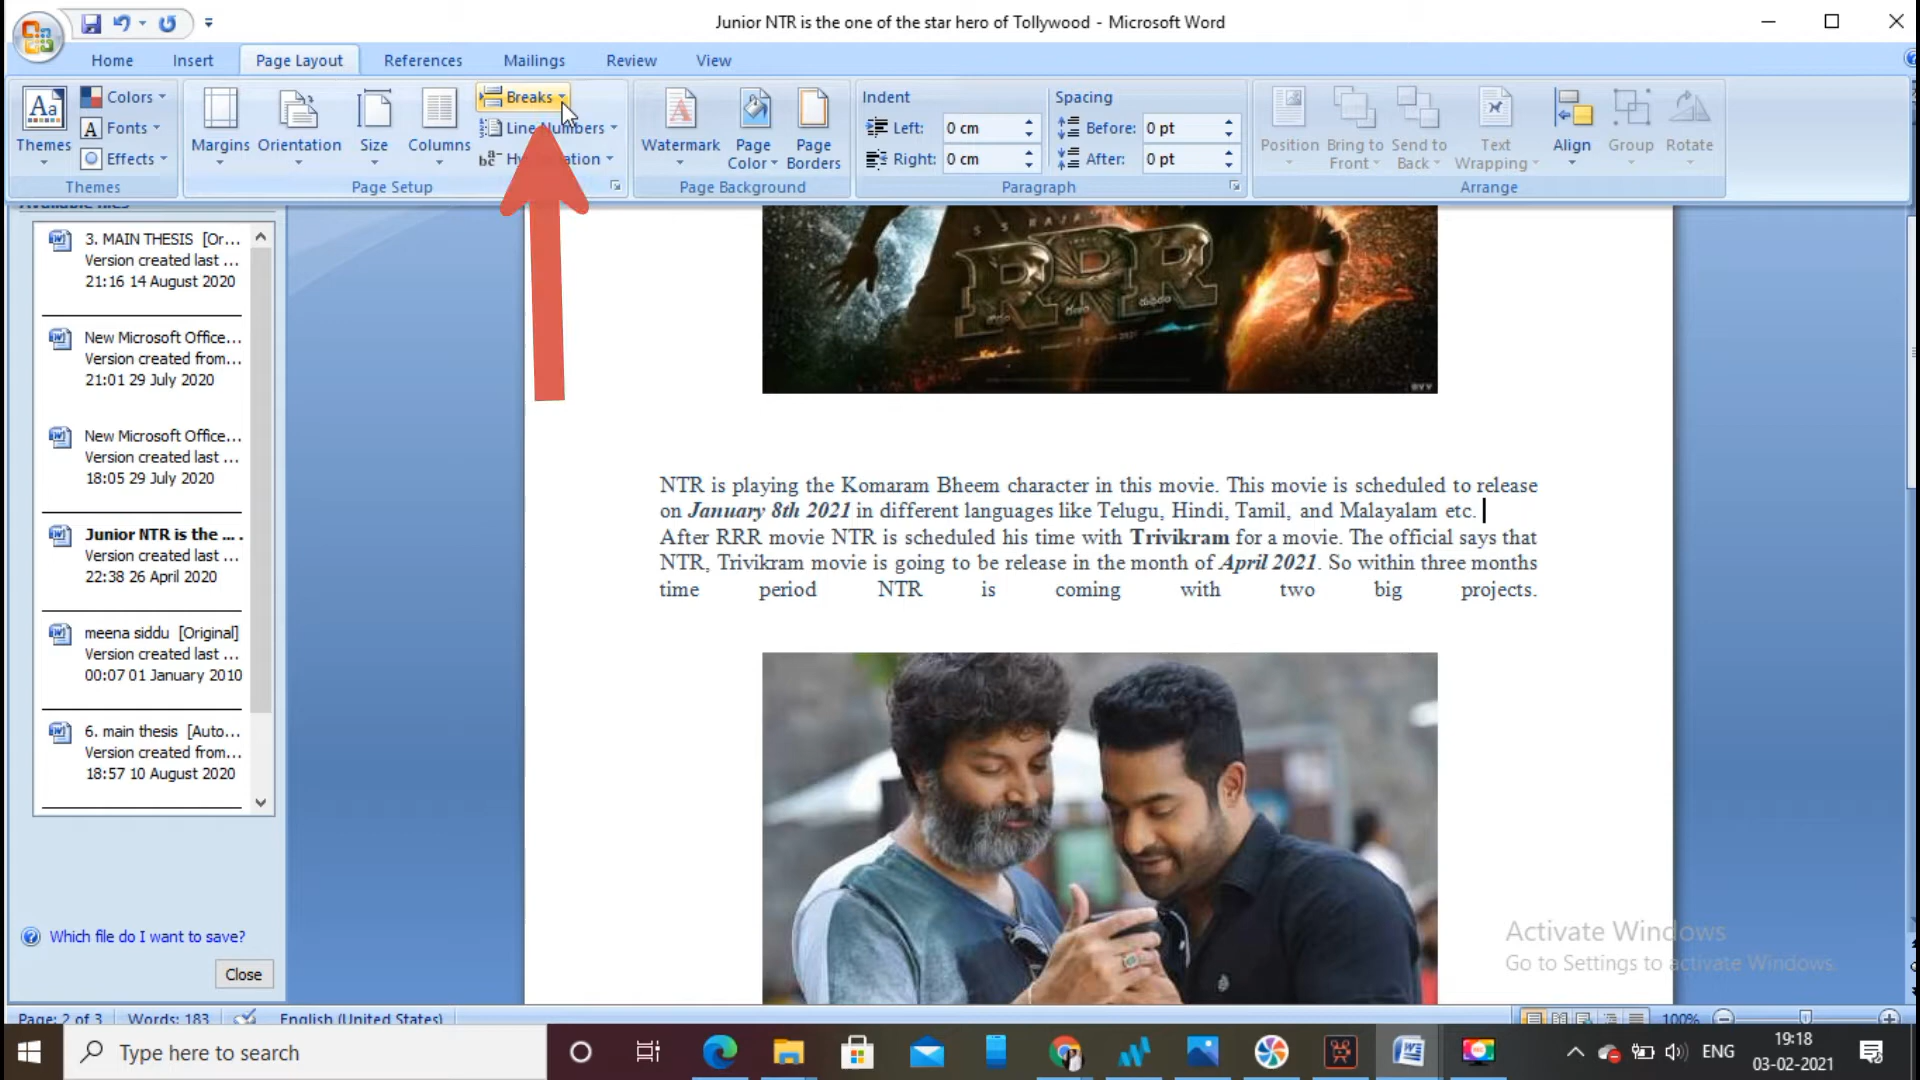 Junior NTR is the one of the star hero of Tollywood - Microsoft Word
Home Insert Page Layout References Mailings Review View
Themes
Colors
Fonts
Effects
Themes
Margins Orientation Size Columns
Breaks
Line Numbers
Page Setup
Watermark Page Color Page Borders
Page Background
Indent
Left: 0 cm
Right: 0 cm
Spacing
Before: 0 pt
After: 0 pt
Paragraph
Position Bring to Front Send to Back Text Wrapping Align Group Rotate
Arrange
Available files
3. MAIN THESIS [Or...
Version created last ...
21:16 14 August 2020
New Microsoft Office...
Version created from...
21:01 29 July 2020
New Microsoft Office...
Version created last ...
18:05 29 July 2020
Junior NTR is the ... .
Version created last ...
22:38 26 April 2020
meena siddu [Original]
Version created last ...
00:07 01 January 2010
6. main thesis [Auto...
Version created from...
18:57 10 August 2020
Which file do I want to save?
Close
RRR
NTR is playing the Komaram Bheem character in this movie. This movie is scheduled to release
on January 8th 2021 in different languages like Telugu, Hindi, Tamil, and Malayalam etc.
After RRR movie NTR is scheduled his time with Trivikram for a movie. The official says that
NTR, Trivikram movie is going to be release in the month of April 2021. So within three months
time period NTR is coming with two big projects.
Activate Windows
Go to Settings to activate Windows.
Page: 2 of 3 Words: 183 English (United States) 100%
Type here to search
ENG
19:18
03-02-2021